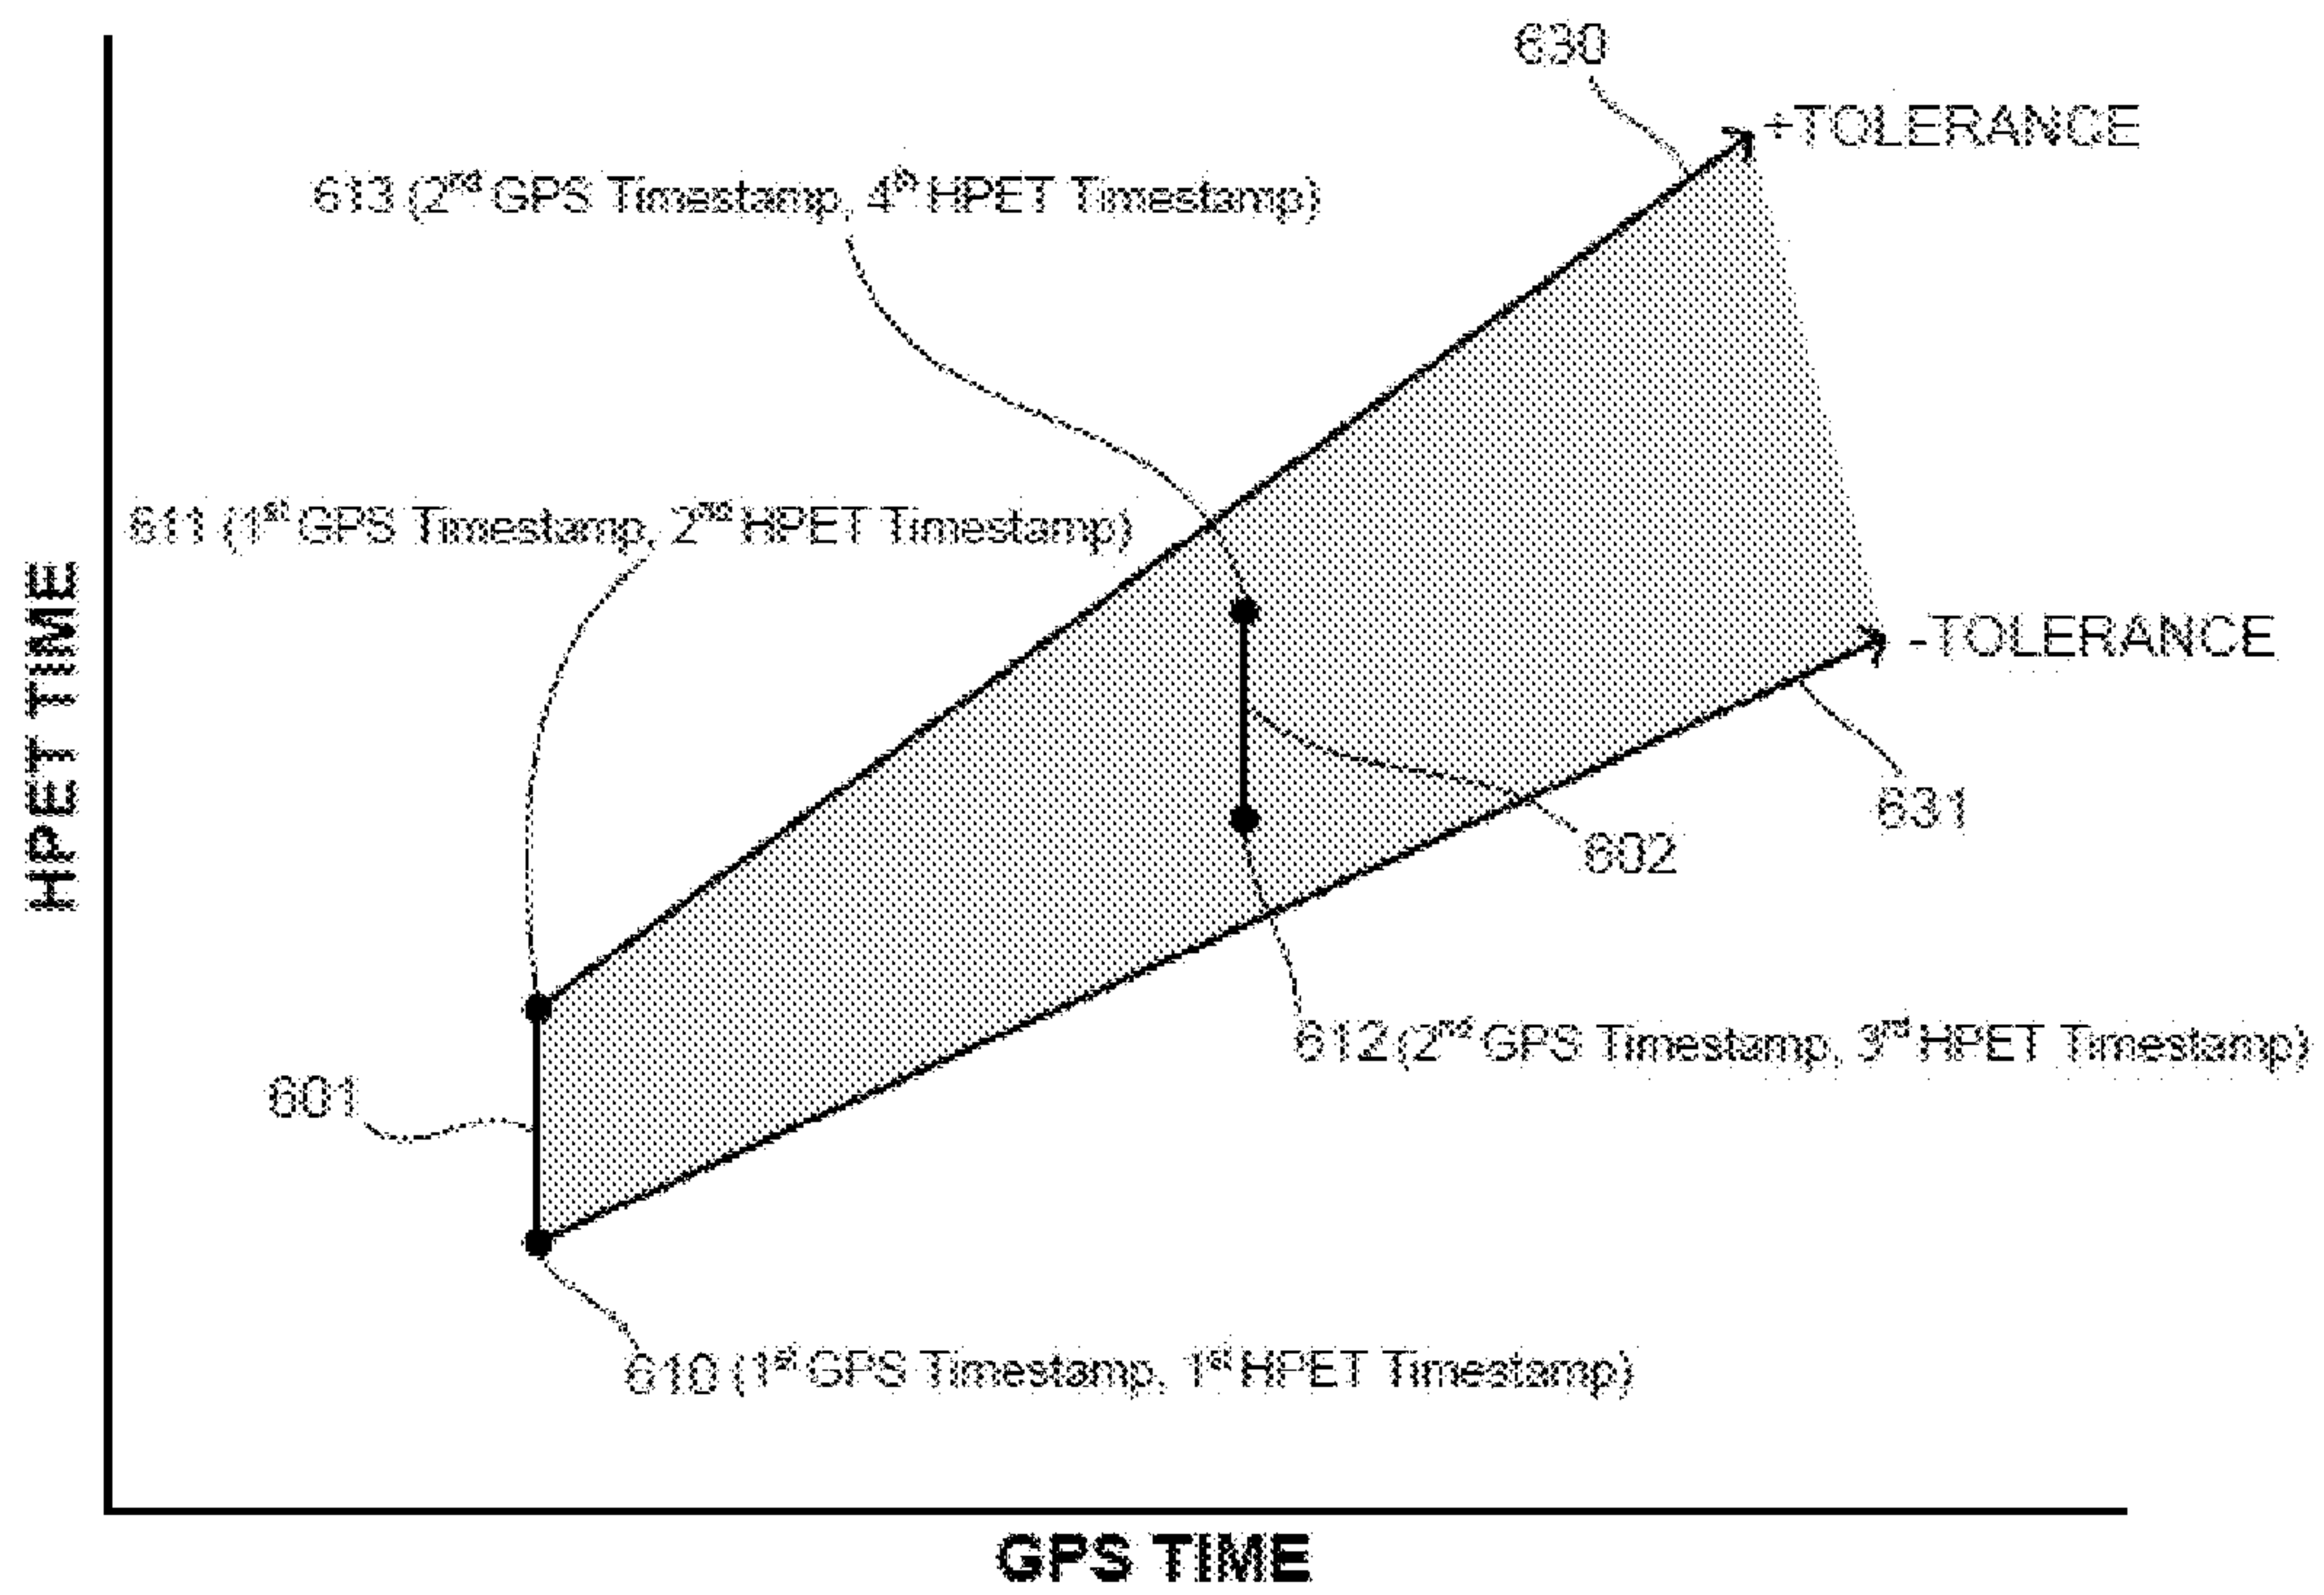 630
+TOLERANCE
613 (2nd GPS Timestamp, 4th HPET Timestamp)
611 (1st GPS Timestamp, 2nd HPET Timestamp)
HPET TIME
-TOLERANCE
631
602
612 (2nd GPS Timestamp, 3rd HPET Timestamp)
601
610 (1st GPS Timestamp, 1st HPET Timestamp)
GPS TIME